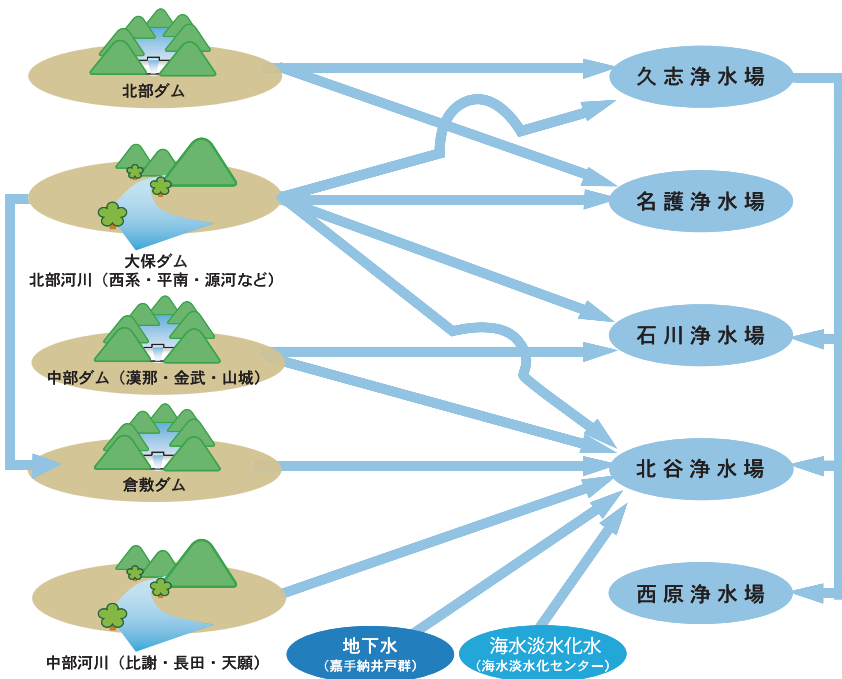 北部ダム
久志浄水場
名護浄水場
大保ダム
北部河川（西系・平南・源河など）
石川浄水場
中部ダム（漢那・金武・山城）
北谷浄水場
倉敷ダム
西原浄水場
中部河川（比謝・長田・天願）
地下水
（嘉手納井戸群）
海水淡水化水
（海水淡水化センター）